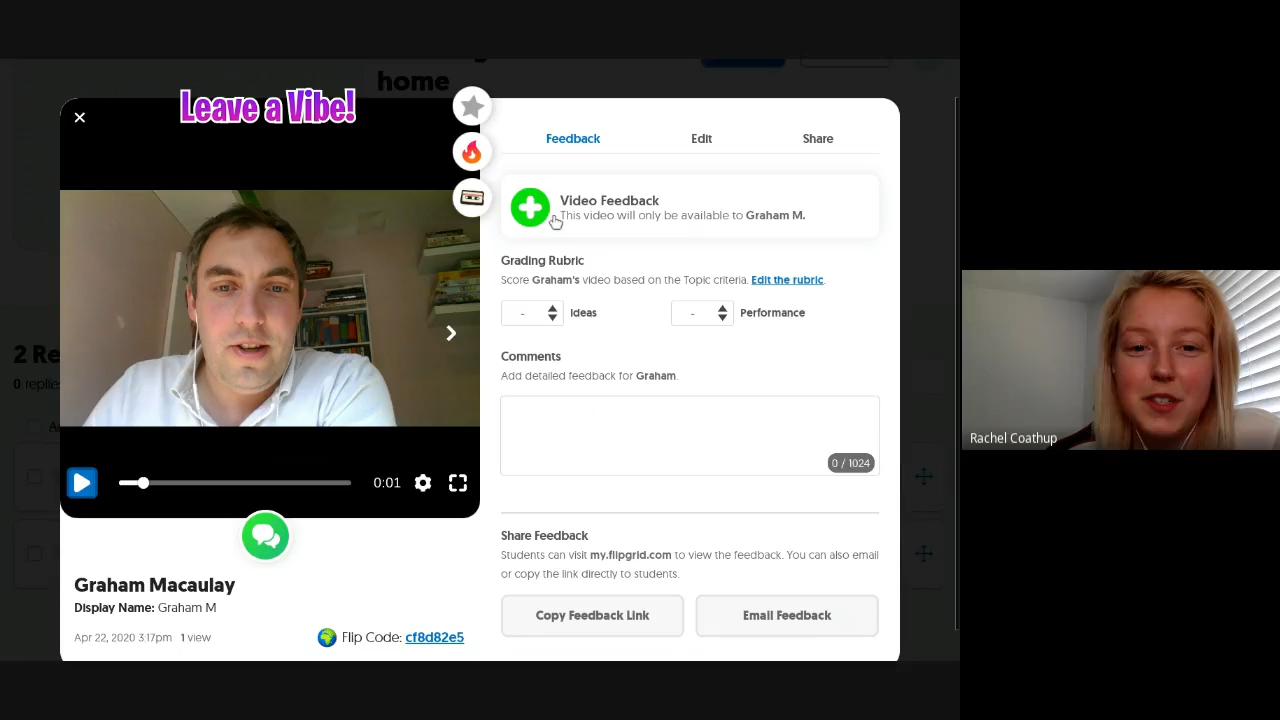 home
Leave a Vibe!
Feedback
Edit
Share
Video Feedback
This video will only be available to Graham M.
Grading Rubric
Score Graham's video based on the Topic criteria. Edit the rubric.
- Ideas
- Performance
Comments
Add detailed feedback for Graham.
0 / 1024
0:01
Share Feedback
Students can visit my.flipgrid.com to view the feedback. You can also email
or copy the link directly to students.
Copy Feedback Link
Email Feedback
Graham Macaulay
Display Name: Graham M
Apr 22, 2020 3:17pm 1 view
Flip Code: cf8d82e5
2 Re
0 replie
Rachel Coathup